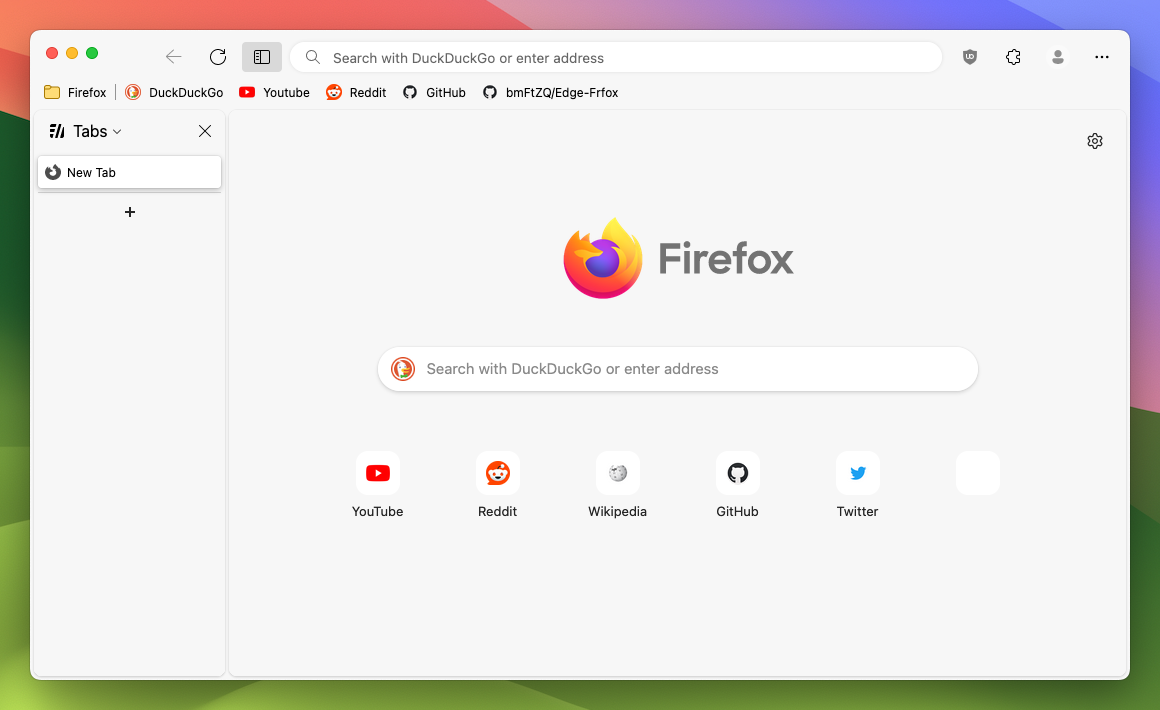 Search with DuckDuckGo or enter address
Firefox DuckDuckGo Youtube Reddit GitHub bmFtZQ/Edge-Frfox
Tabs
New Tab
Firefox
Search with DuckDuckGo or enter address
YouTube Reddit Wikipedia GitHub Twitter